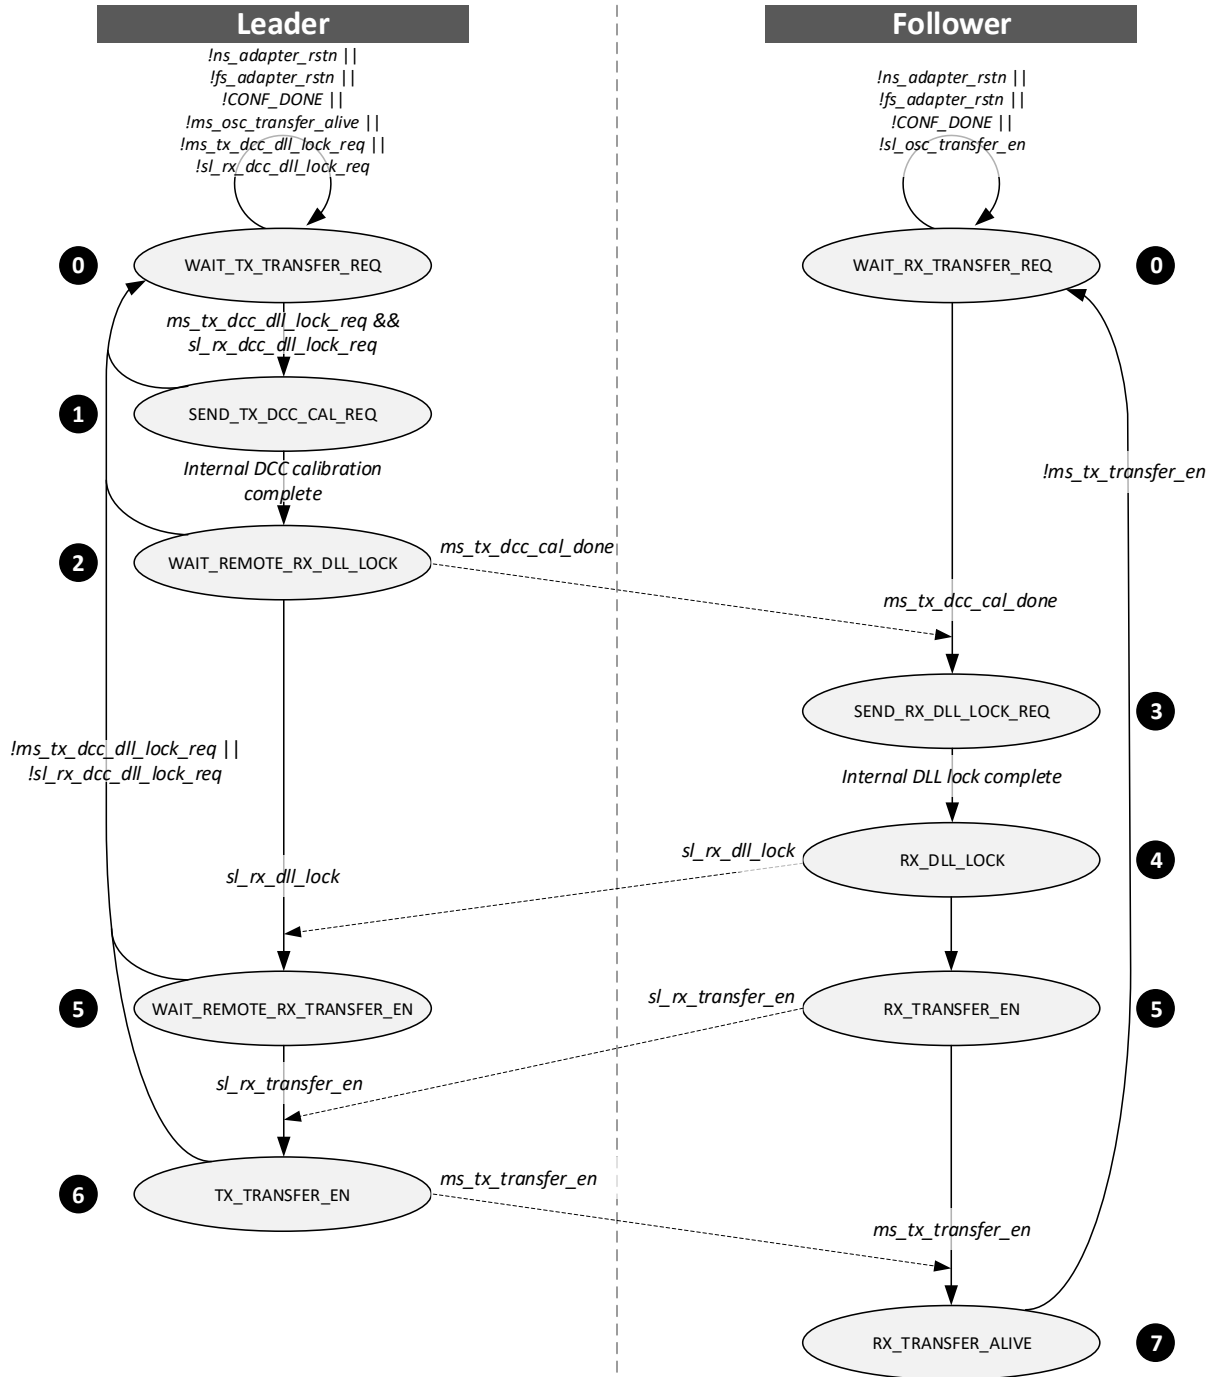 Leader
Follower
!ns_adapter_rstn ||
!fs_adapter_rstn ||
!CONF_DONE ||
!ms_osc_transfer_alive ||
!ms_tx_dcc_dll_lock_req ||
!sl_rx_dcc_dll_lock_req
!ns_adapter_rstn ||
!fs_adapter_rstn ||
!CONF_DONE ||
!sl_osc_transfer_en
0
WAIT_TX_TRANSFER_REQ
WAIT_RX_TRANSFER_REQ
0
ms_tx_dcc_dll_lock_req &&
sl_rx_dcc_dll_lock_req
1
SEND_TX_DCC_CAL_REQ
Internal DCC calibration
complete
!ms_tx_transfer_en
2
WAIT_REMOTE_RX_DLL_LOCK
ms_tx_dcc_cal_done
ms_tx_dcc_cal_done
SEND_RX_DLL_LOCK_REQ
3
!ms_tx_dcc_dll_lock_req ||
!sl_rx_dcc_dll_lock_req
Internal DLL lock complete
sl_rx_dll_lock
sl_rx_dll_lock
RX_DLL_LOCK
4
5
WAIT_REMOTE_RX_TRANSFER_EN
sl_rx_transfer_en
RX_TRANSFER_EN
5
sl_rx_transfer_en
6
TX_TRANSFER_EN
ms_tx_transfer_en
ms_tx_transfer_en
RX_TRANSFER_ALIVE
7